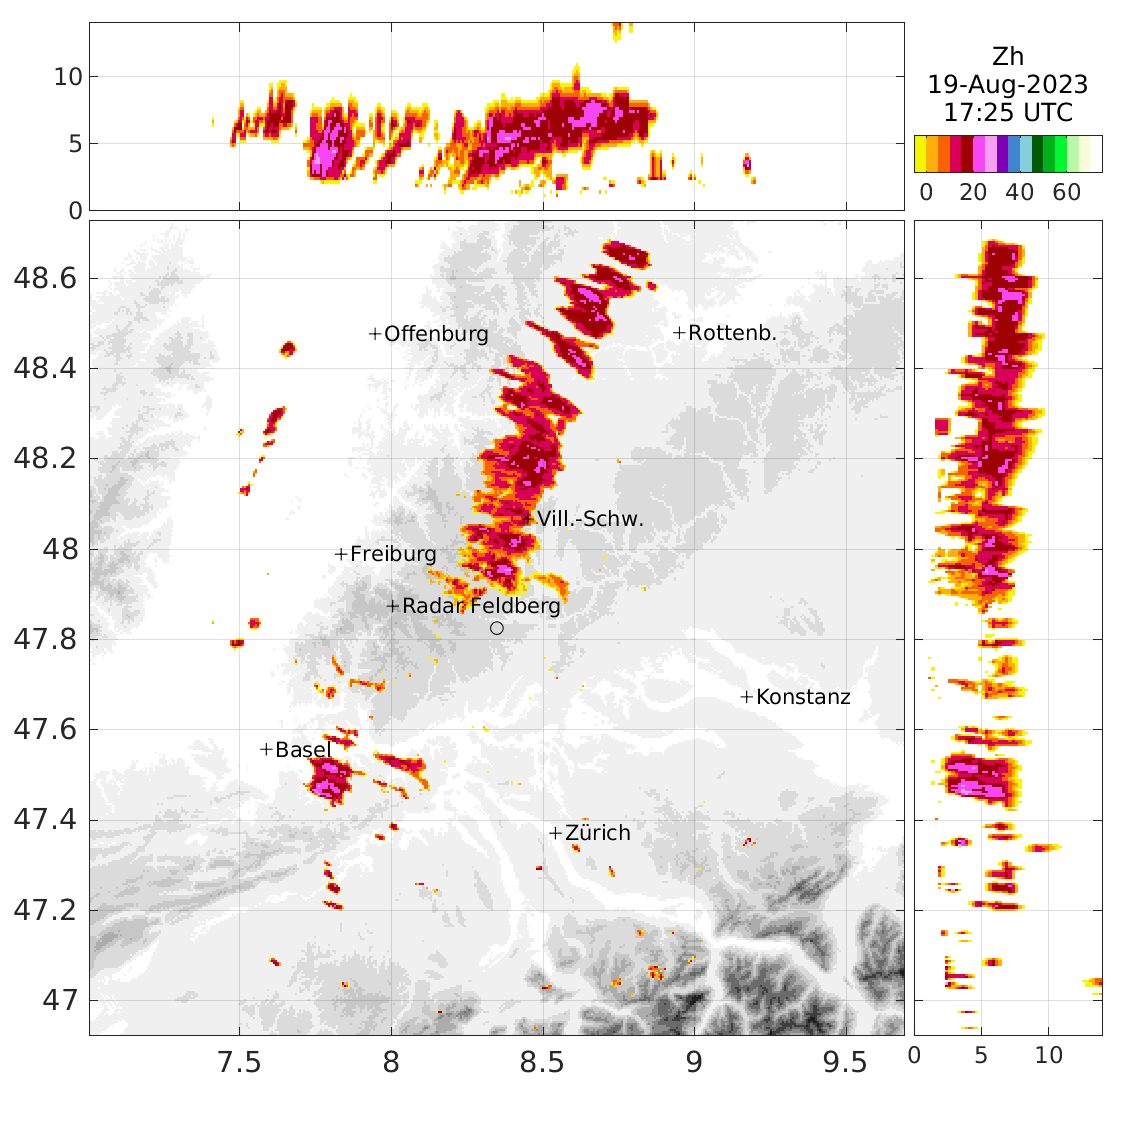 Zh
19-Aug-2023
17:25 UTC
0 20 40 60
10
5
0
48.6
48.4
48.2
48
47.8
47.6
47.4
47.2
47
+Offenburg
+Rottenb.
+Vill.-Schw.
+Freiburg
+Radar Feldberg
+Konstanz
+Basel
+Zürich
7.5 8 8.5 9 9.5
0 5 10